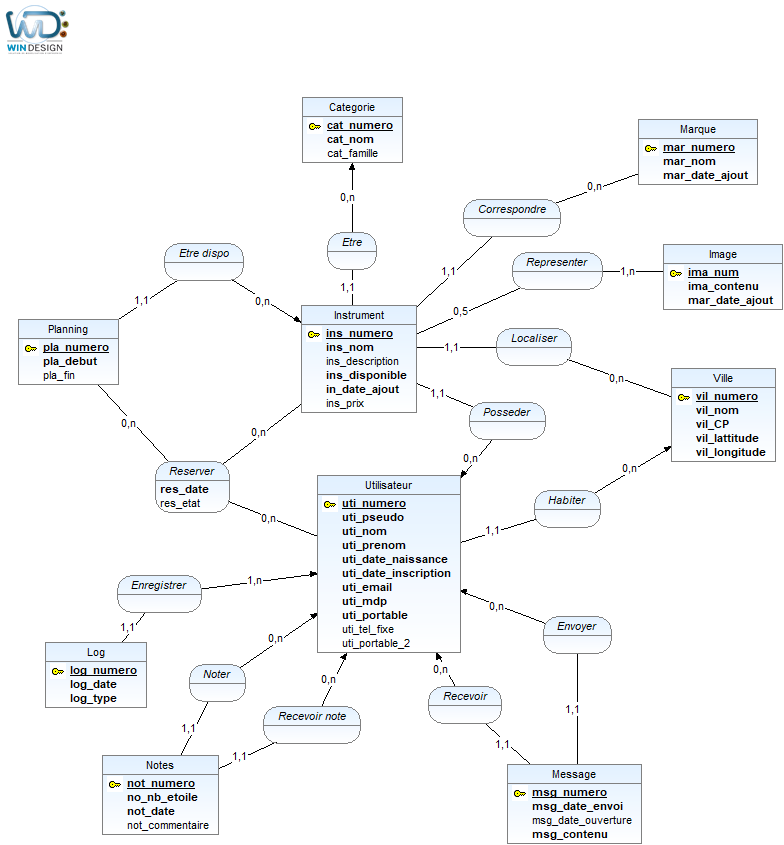 WD
WINDESIGN
Categorie
cat_numero
cat_nom
cat_famille
Marque
mar_numero
mar_nom
mar_date_ajout
0,n
0,n
Correspondre
Etre
Etre dispo
Representer
Image
ima_num
ima_contenu
mar_date_ajout
1,1
1,n
1,1
1,1
0,n
0,5
Instrument
ins_numero
ins_nom
ins_description
ins_disponible
in_date_ajout
ins_prix
Planning
pla_numero
pla_debut
pla_fin
Localiser
1,1
0,n
Ville
vil_numero
vil_nom
vil_CP
vil_lattitude
vil_longitude
1,1
Posseder
0,n
0,n
0,n
0,n
Reserver
res_date
res_etat
0,n
Utilisateur
uti_numero
uti_pseudo
uti_nom
uti_prenom
uti_date_naissance
uti_date_inscription
uti_email
uti_mdp
uti_portable
uti_tel_fixe
uti_portable_2
Habiter
1,1
Enregistrer
1,n
0,n
1,1
Envoyer
Log
log_numero
log_date
log_type
0,n
Noter
0,n
0,n
Recevoir
Recevoir note
1,1
1,1
1,1
1,1
Notes
not_numero
no_nb_etoile
not_date
not_commentaire
Message
msg_numero
msg_date_envoi
msg_date_ouverture
msg_contenu